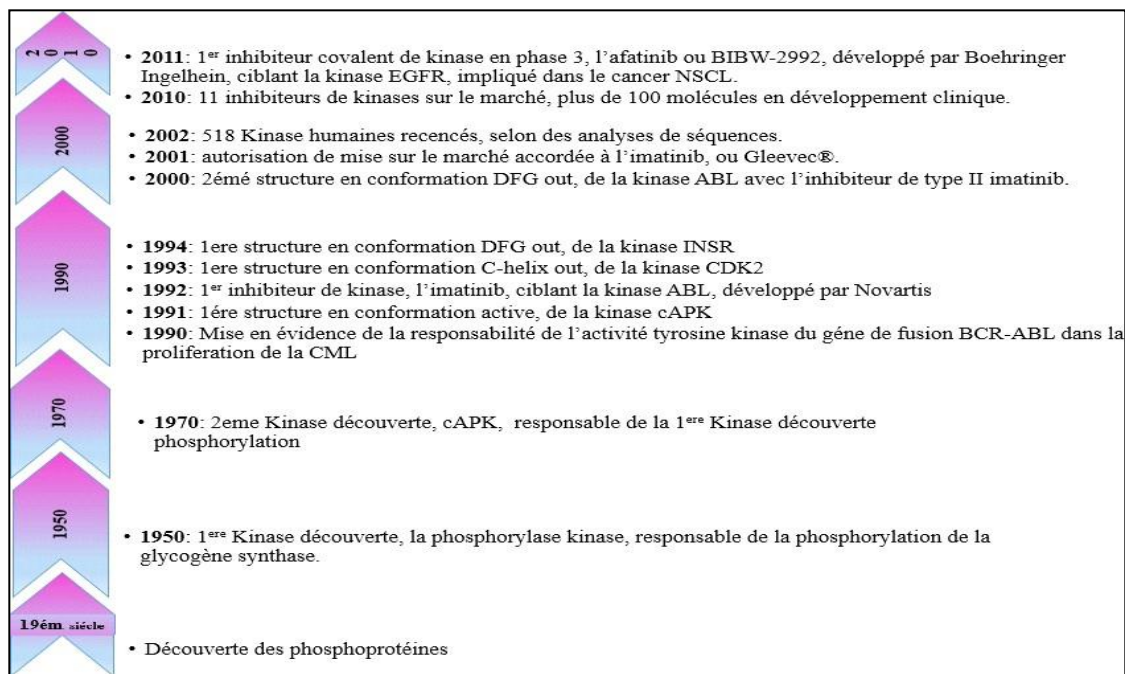 2010
• 2011: 1er inhibiteur covalent de kinase en phase 3, l’afatinib ou BIBW-2992, développé par Boehringer
Ingelhein, ciblant la kinase EGFR, impliqué dans le cancer NSCL.
• 2010: 11 inhibiteurs de kinases sur le marché, plus de 100 molécules en développement clinique.
2000
• 2002: 518 Kinase humaines recencés, selon des analyses de séquences.
• 2001: autorisation de mise sur le marché accordée à l’imatinib, ou Gleevec®.
• 2000: 2émé structure en conformation DFG out, de la kinase ABL avec l’inhibiteur de type II imatinib.
1990
• 1994: 1ere structure en conformation DFG out, de la kinase INSR
• 1993: 1ere structure en conformation C-helix out, de la kinase CDK2
• 1992: 1er inhibiteur de kinase, l’imatinib, ciblant la kinase ABL, développé par Novartis
• 1991: 1ére structure en conformation active, de la kinase cAPK
• 1990: Mise en évidence de la responsabilité de l’activité tyrosine kinase du géne de fusion BCR-ABL dans la
proliferation de la CML
1970
• 1970: 2eme Kinase découverte, cAPK, responsable de la 1ere Kinase découverte
phosphorylation
1950
• 1950: 1ere Kinase découverte, la phosphorylase kinase, responsable de la phosphorylation de la
glycogène synthase.
19ém. siécle
• Découverte des phosphoprotéines